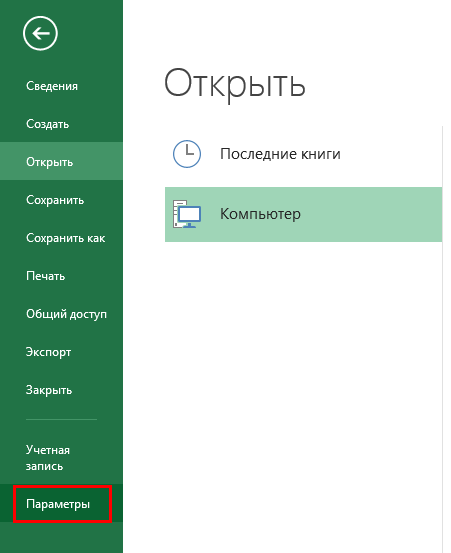 Сведения
Создать
Открыть
Сохранить
Сохранить как
Печать
Общий доступ
Экспорт
Закрыть
Учетная
запись
Параметры
Открыть
Последние книги
Компьютер